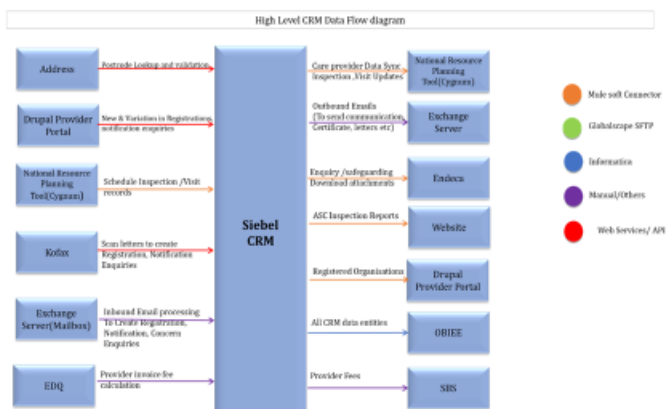 High Level CRM Data Flow diagram
Address
Postcode Lookup and validation
Drupal Provider
Portal
New & Variation in Registrations,
notification enquiries
National Resource
Planning
Tool(Cygnum)
Schedule Inspection /Visit
records
Kofax
Scan letters to create
Registration, Notification
Enquiries
Exchange
Server(Mailbox)
Inbound Email processing
To Create Registration,
Notification, Concern
Enquiries
EDQ
Provider invoice fee
calculation
Siebel
CRM
Care provider Data Sync
Inspection ,Visit Updates
National Resource
Planning
Tool(Cygnum)
Outbound Emails
(To send communication,
Certificate, letters etc)
Exchange
Server
Enquiry /safeguarding
Download attachments
Endeca
ASC Inspection Reports
Website
Registered Organisations
Drupal
Provider Portal
All CRM data entities
OBIEE
Provider Fees
SBS
Mule soft Connector
Globalscape SFTP
Informatica
Manual/Others
Web Services/ API